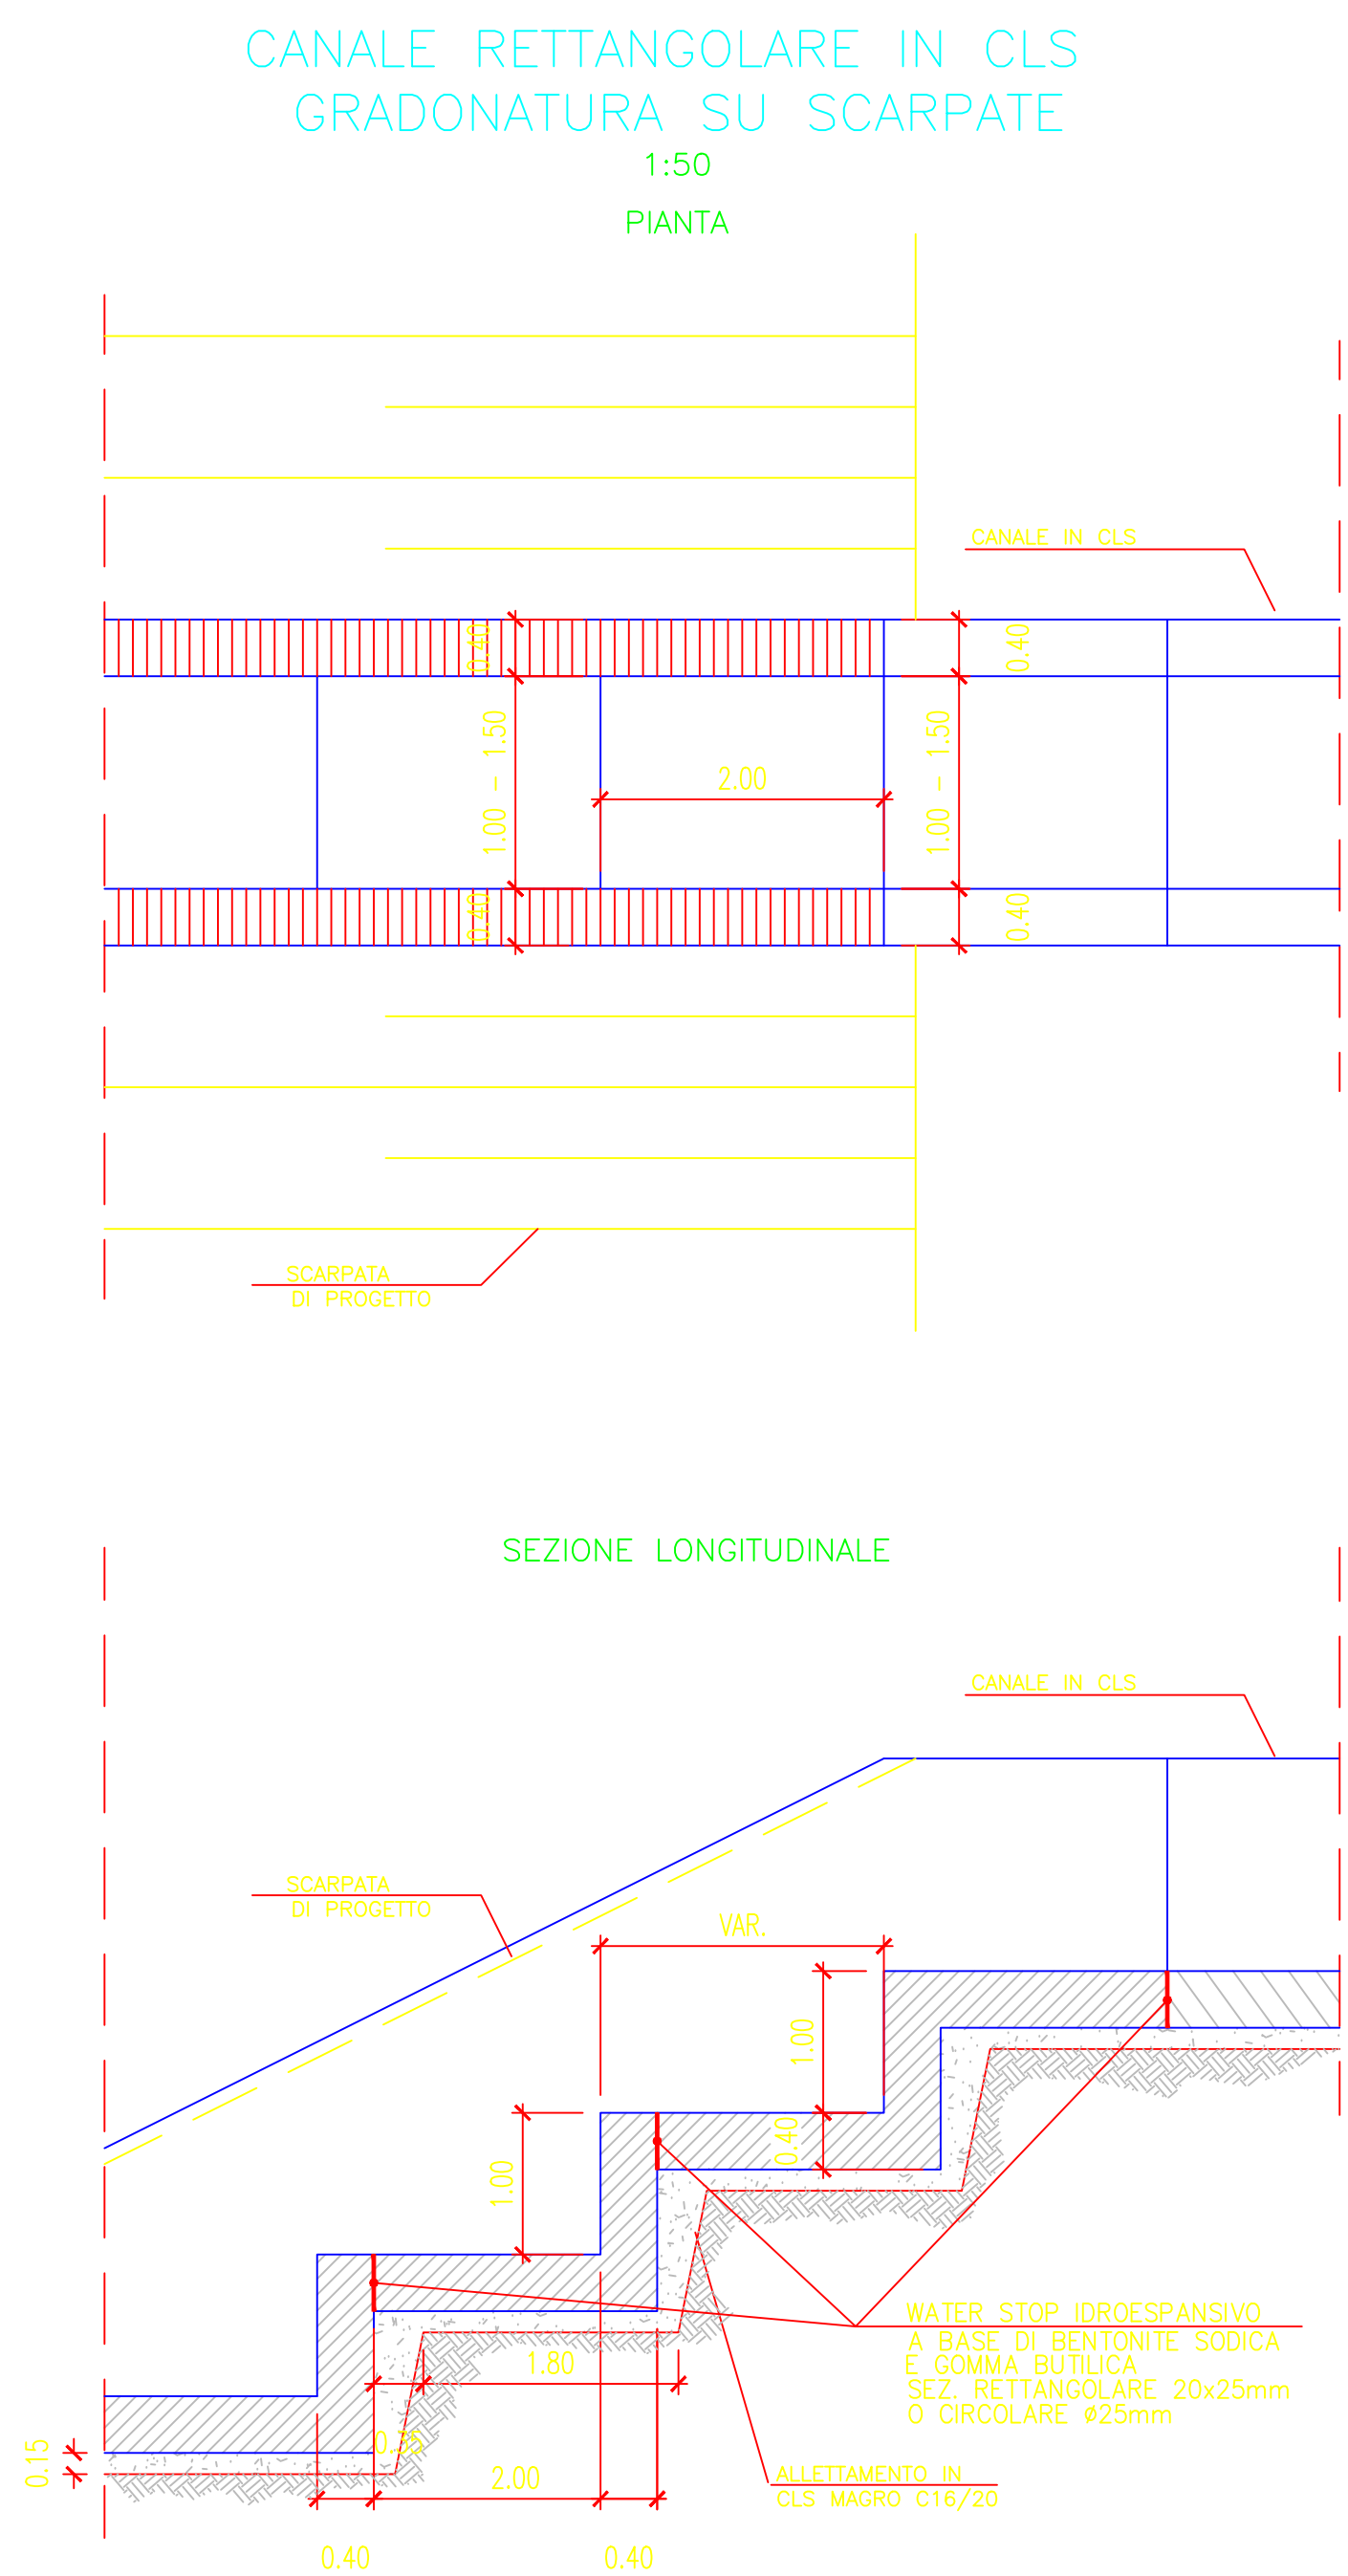 CANALE RETTANGOLARE IN CLS
GRADONATURA SU SCARPATE
1:50
PIANTA
CANALE IN CLS
0.40
0.40
1.00 - 1.50
1.00 - 1.50
2.00
0.40
0.40
SCARPATA
DI PROGETTO
SEZIONE LONGITUDINALE
CANALE IN CLS
SCARPATA
DI PROGETTO
VAR.
1.00
0.40
1.00
WATER STOP IDROESPANSIVO
A BASE DI BENTONITE SODICA
E GOMMA BUTILICA
SEZ. RETTANGOLARE 20x25mm
O CIRCOLARE ø25mm
1.80
0.35
0.15
2.00
ALLETTAMENTO IN
CLS MAGRO C16/20
0.40
0.40